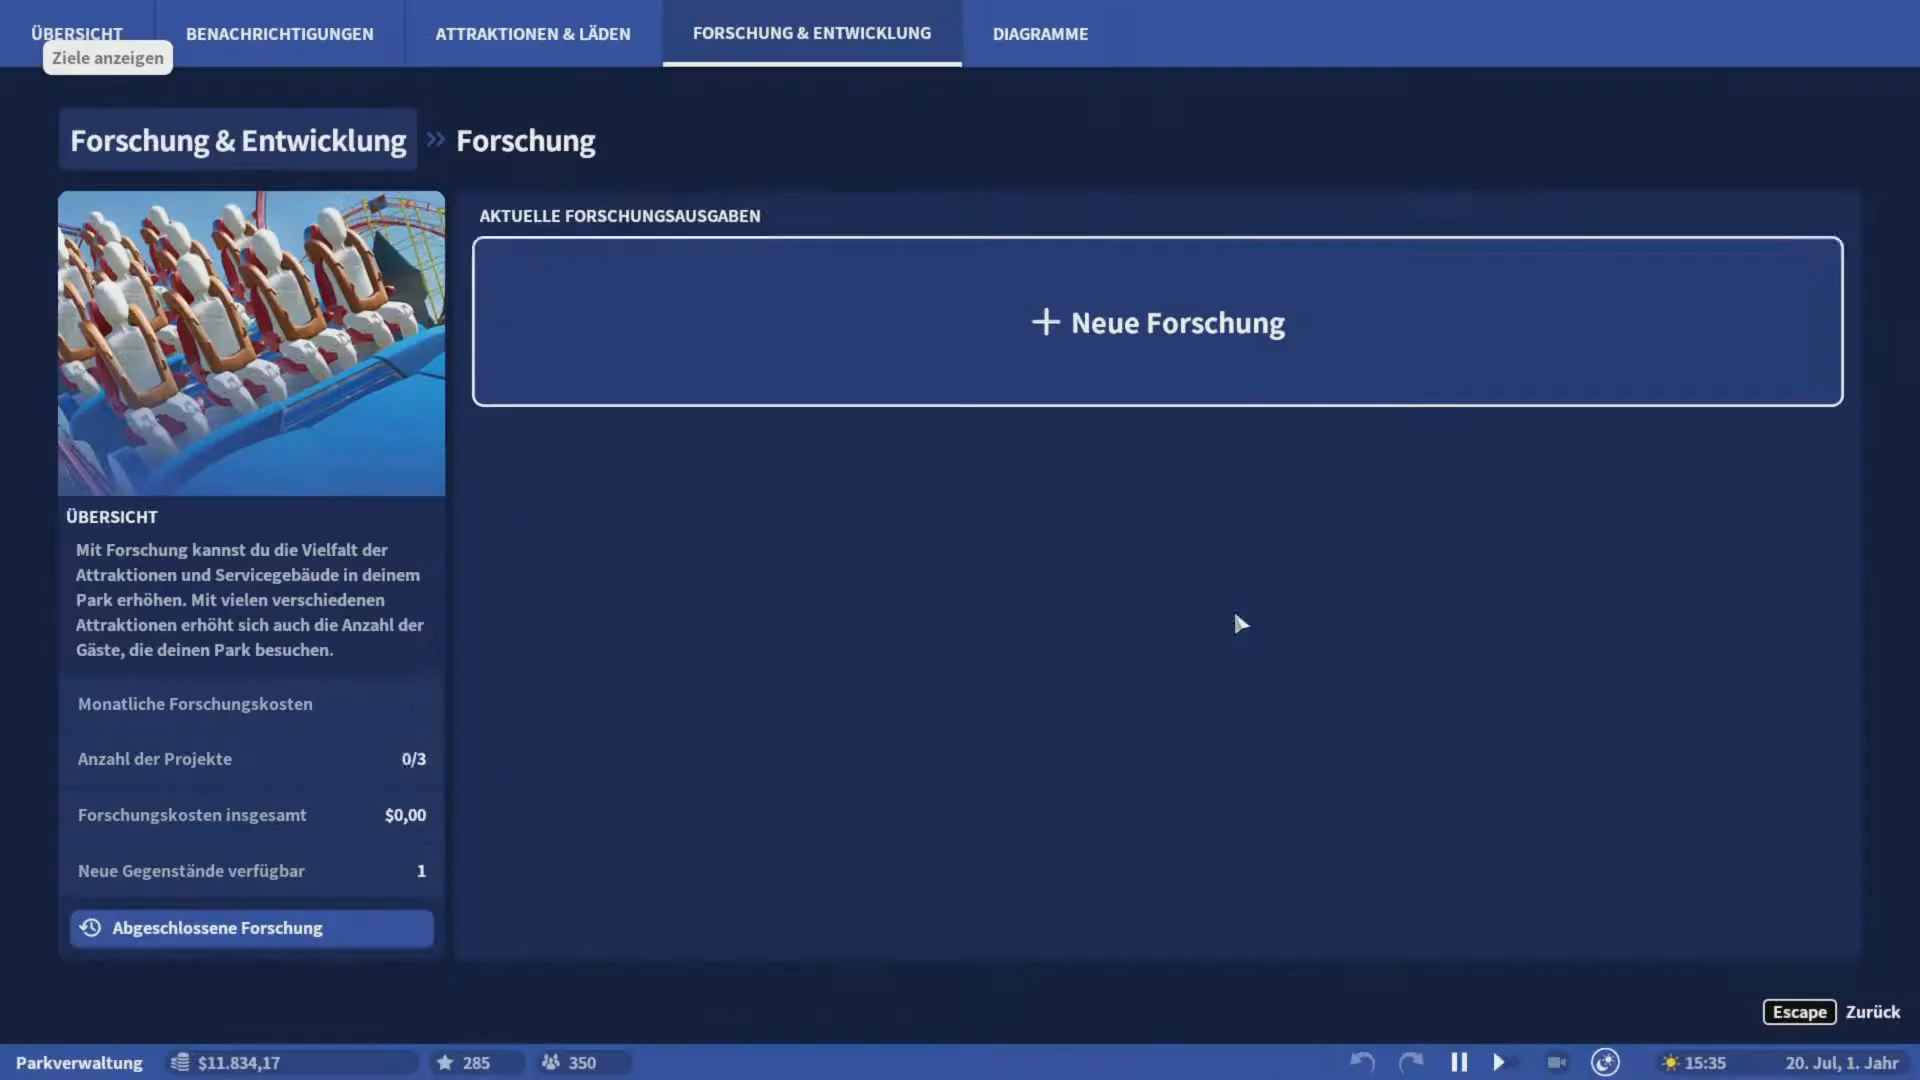 ÜBERSICHT
BENACHRICHTIGUNGEN
ATTRAKTIONEN & LÄDEN
FORSCHUNG & ENTWICKLUNG
DIAGRAMME
Ziele anzeigen
Forschung & Entwicklung » Forschung
AKTUELLE FORSCHUNGSAUSGABEN
+ Neue Forschung
ÜBERSICHT
Mit Forschung kannst du die Vielfalt der
Attraktionen und Servicegebäude in deinem
Park erhöhen. Mit vielen verschiedenen
Attraktionen erhöht sich auch die Anzahl der
Gäste, die deinen Park besuchen.
Monatliche Forschungskosten
Anzahl der Projekte 0/3
Forschungskosten insgesamt $0,00
Neue Gegenstände verfügbar 1
Abgeschlossene Forschung
Escape Zurück
Parkverwaltung $11.834,17 285 350 15:35 20. Jul, 1. Jahr